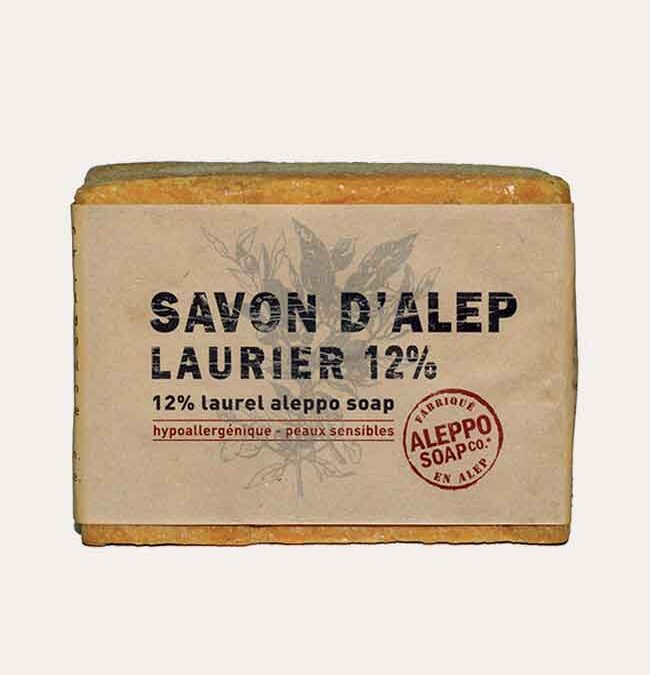 SAVON D'ALEP
LAURIER 12%
12% laurel aleppo soap
hypoallergénique - peaux sensibles
FABRIQUÉ
ALEPPO
SOAP CO.®
EN ALEP